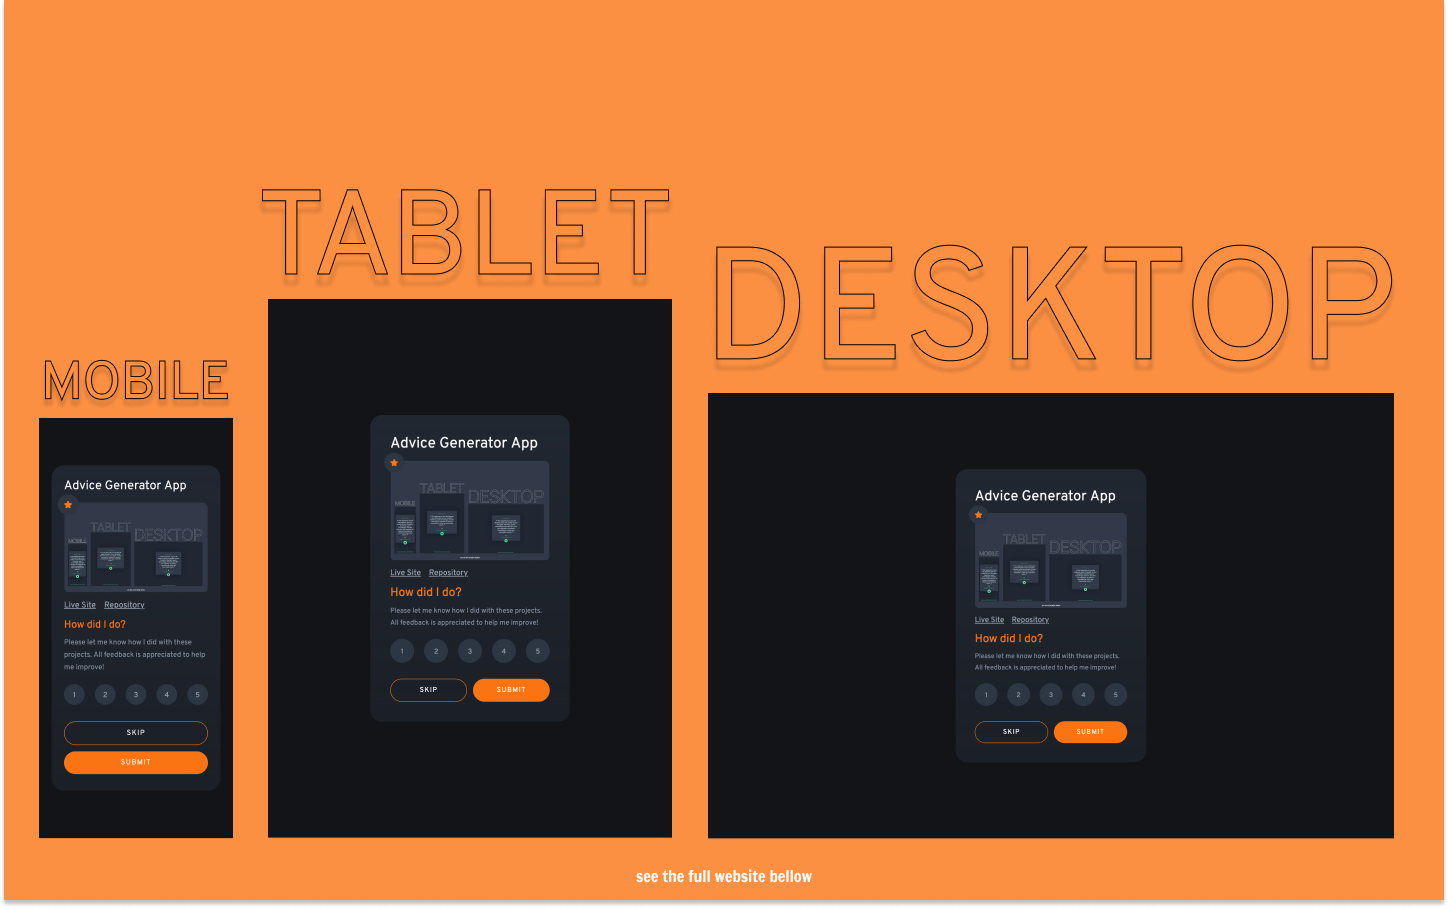 MOBILE
Advice Generator App
MOBILE
TABLET
DESKTOP
Live Site Repository
How did I do?
Please let me know how I did with these
projects. All feedback is appreciated to help
me improve!
1 2 3 4 5
SKIP
SUBMIT
TABLET
Advice Generator App
MOBILE
TABLET
DESKTOP
Live Site Repository
How did I do?
Please let me know how I did with these projects.
All feedback is appreciated to help me improve!
1 2 3 4 5
SKIP SUBMIT
DESKTOP
Advice Generator App
MOBILE
TABLET
DESKTOP
Live Site Repository
How did I do?
Please let me know how I did with these projects.
All feedback is appreciated to help me improve!
1 2 3 4 5
SKIP SUBMIT
see the full website bellow